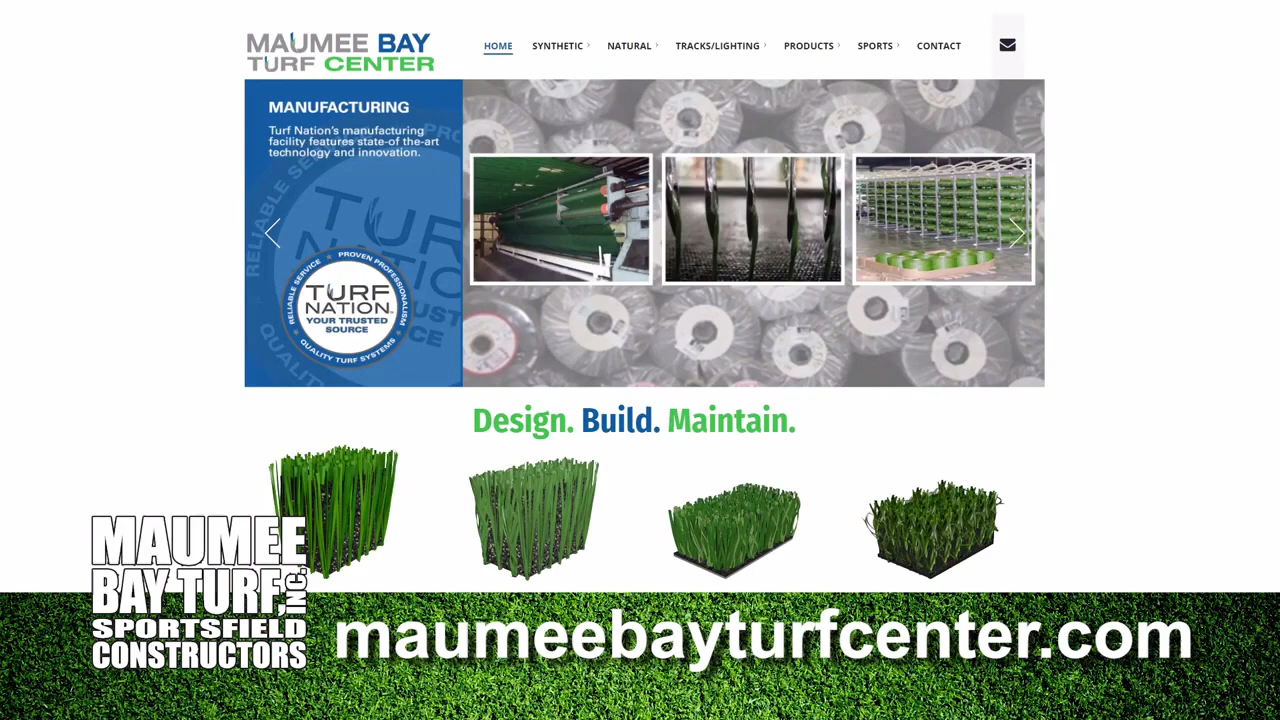 MAUMEE BAY
TURF CENTER
HOME SYNTHETIC NATURAL TRACKS/LIGHTING PRODUCTS SPORTS CONTACT
MANUFACTURING
Turf Nation's manufacturing
facility features state-of the-art
technology and innovation.
RELIABLE SERVICE ★ PROVEN PROFESSIONALISM ★ QUALITY TURF SYSTEMS
TURF
NATION
YOUR TRUSTED
SOURCE
Design. Build. Maintain.
MAUMEE
BAY TURF, INC.
SPORTSFIELD
CONSTRUCTORS
maumeebayturfcenter.com